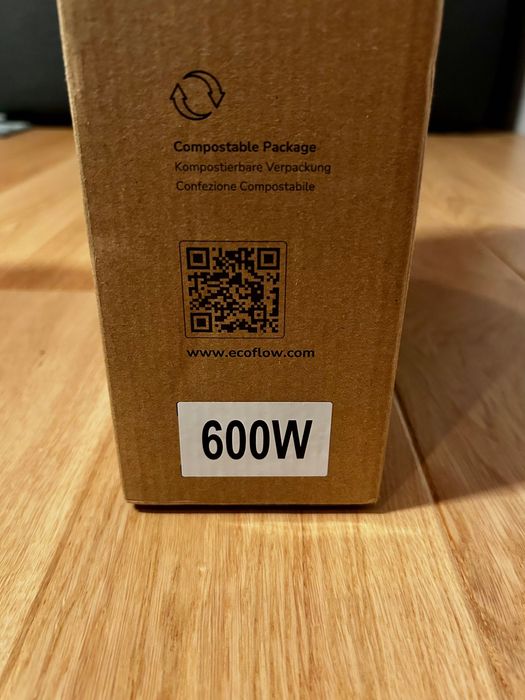 Compostable Package
Kompostierbare Verpackung
Confezione Compostabile
www.ecoflow.com
600W